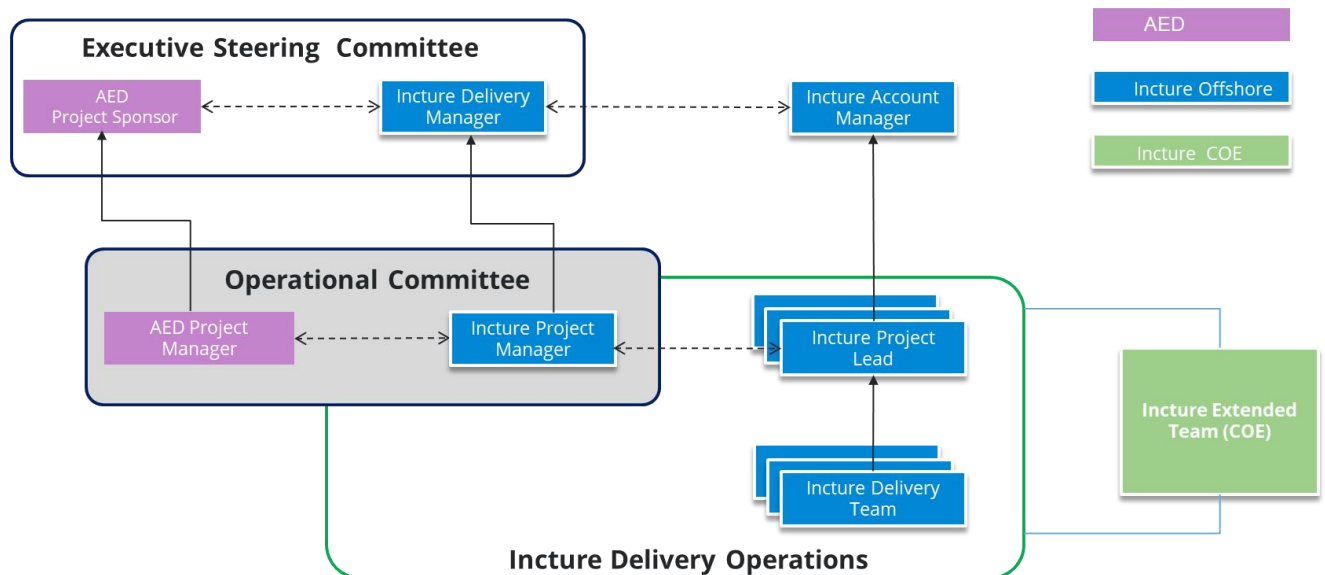 Executive Steering Committee
AED
Project Sponsor
Incture Delivery
Manager
Incture Account
Manager
AED
Incture Offshore
Incture COE
Operational Committee
AED Project
Manager
Incture Project
Manager
Incture Project
Lead
Incture Extended
Team (COE)
Incture Delivery
Team
Incture Delivery Operations